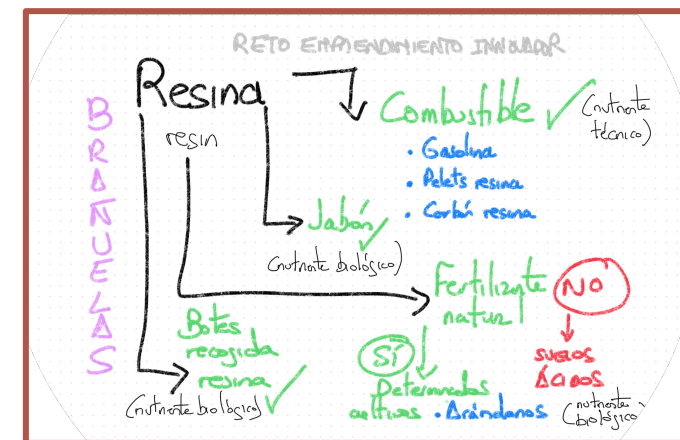 RETO EMPRENDIMIENTO INNOVADOR
BRAÑUELAS
Resina
resin
Combustible
(nutriente
técnico)
• Gasolina
• Pelets resina
• Carbón resina
Jabón
(nutriente biológico)
Fertilizante
natural
NO
suelos
ácidos
(nutriente
biológico
SÍ
Determinados
cultivos • Arándanos
Botes
recogida
resina
(nutriente biológico)